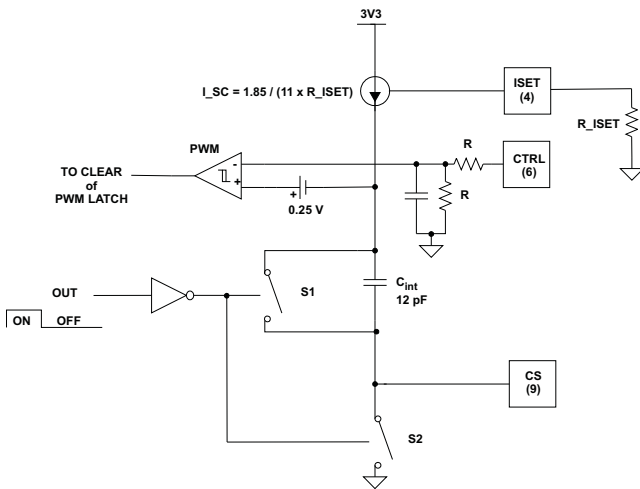 3V3
I_SC = 1.85 / (11 x R_ISET)
ISET
(4)
R_ISET
PWM
-
+
R
CTRL
(6)
TO CLEAR
of
PWM LATCH
+
0.25 V
R
S1
Cint
12 pF
OUT
ON OFF
CS
(9)
S2